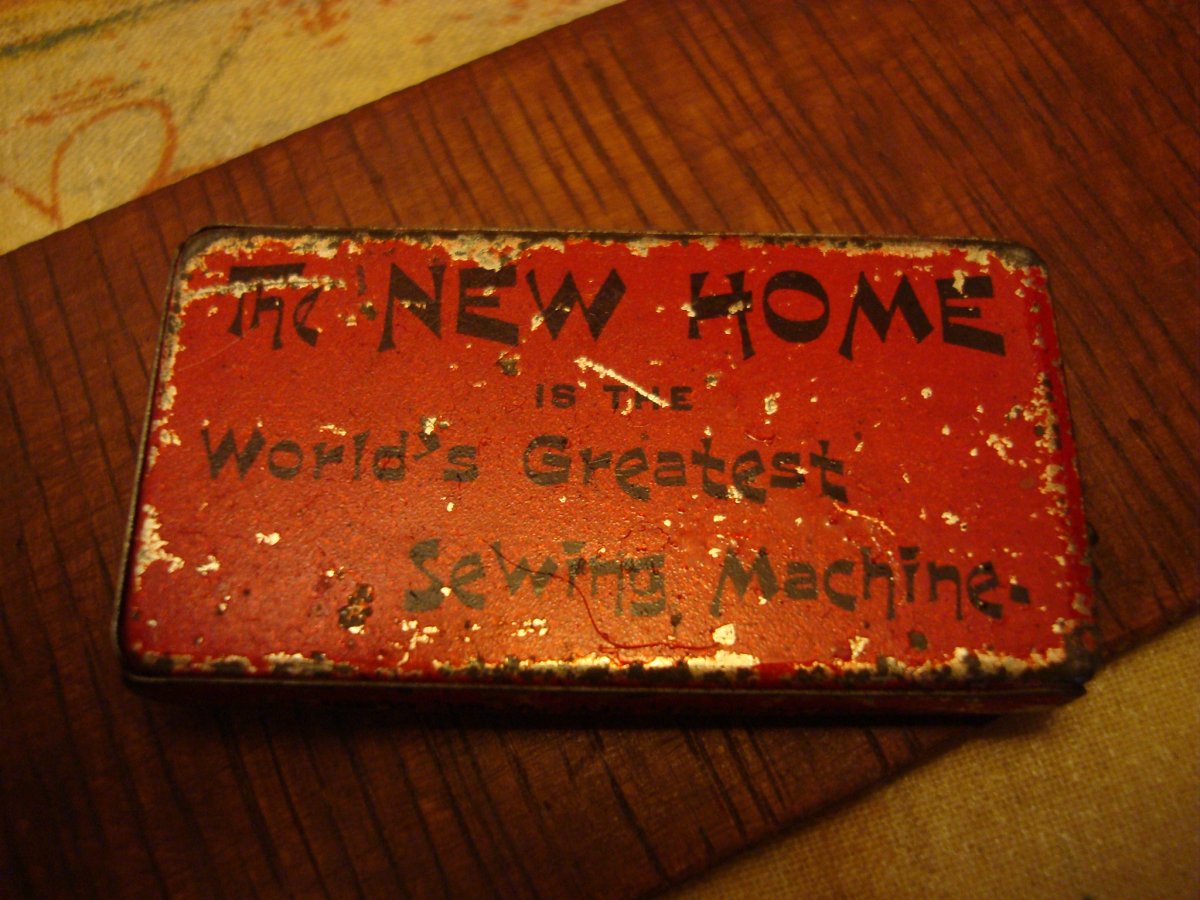 The NEW HOME
IS THE
World's Greatest
Sewing Machine.